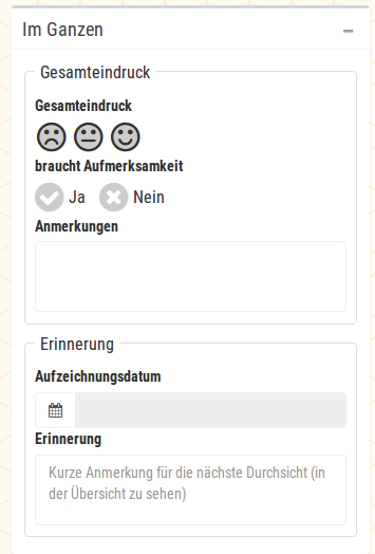 Im Ganzen
Gesamteindruck
Gesamteindruck
braucht Aufmerksamkeit
Ja Nein
Anmerkungen
Erinnerung
Aufzeichnungsdatum
Erinnerung
Kurze Anmerkung für die nächste Durchsicht (in
der Übersicht zu sehen)